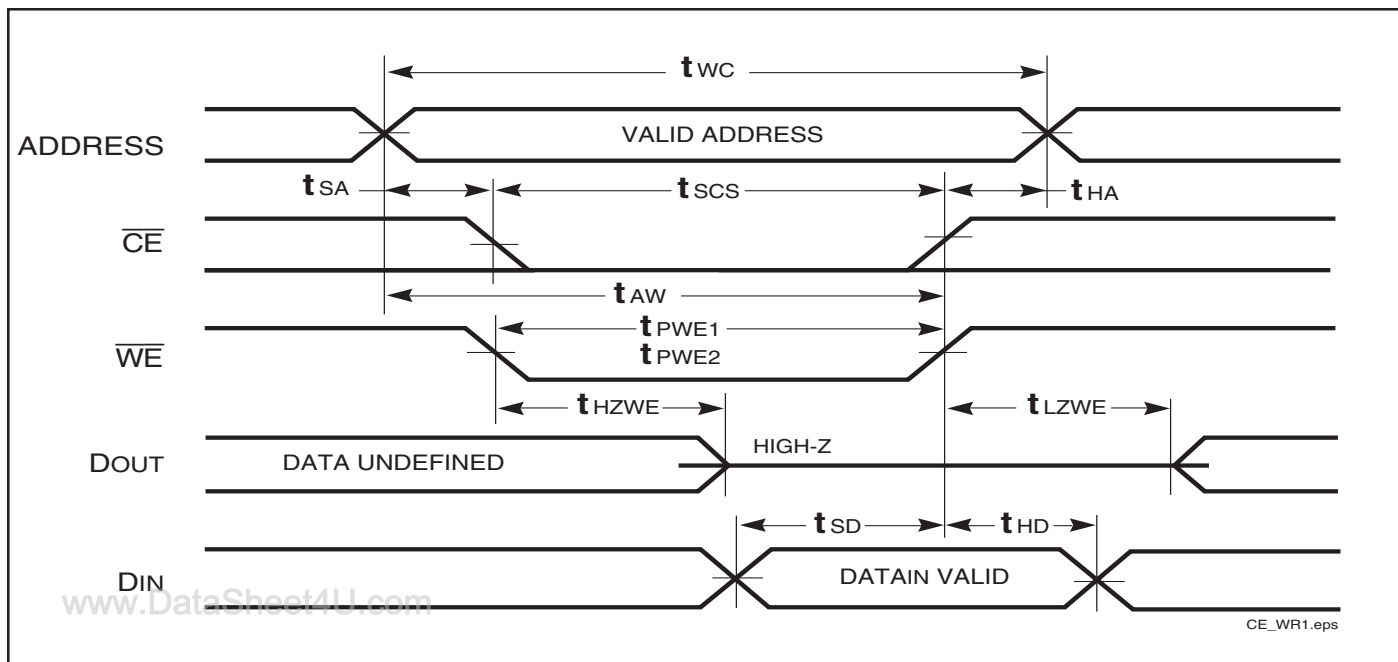 tWC
ADDRESS
VALID ADDRESS
tSA
tSCS
tHA
CE
tAW
WE
tPWE1
tPWE2
tHZWE
tLZWE
DOUT
DATA UNDEFINED
HIGH-Z
tSD
tHD
DIN
DATAIN VALID
www.DataSheet4U.com
CE_WR1.eps